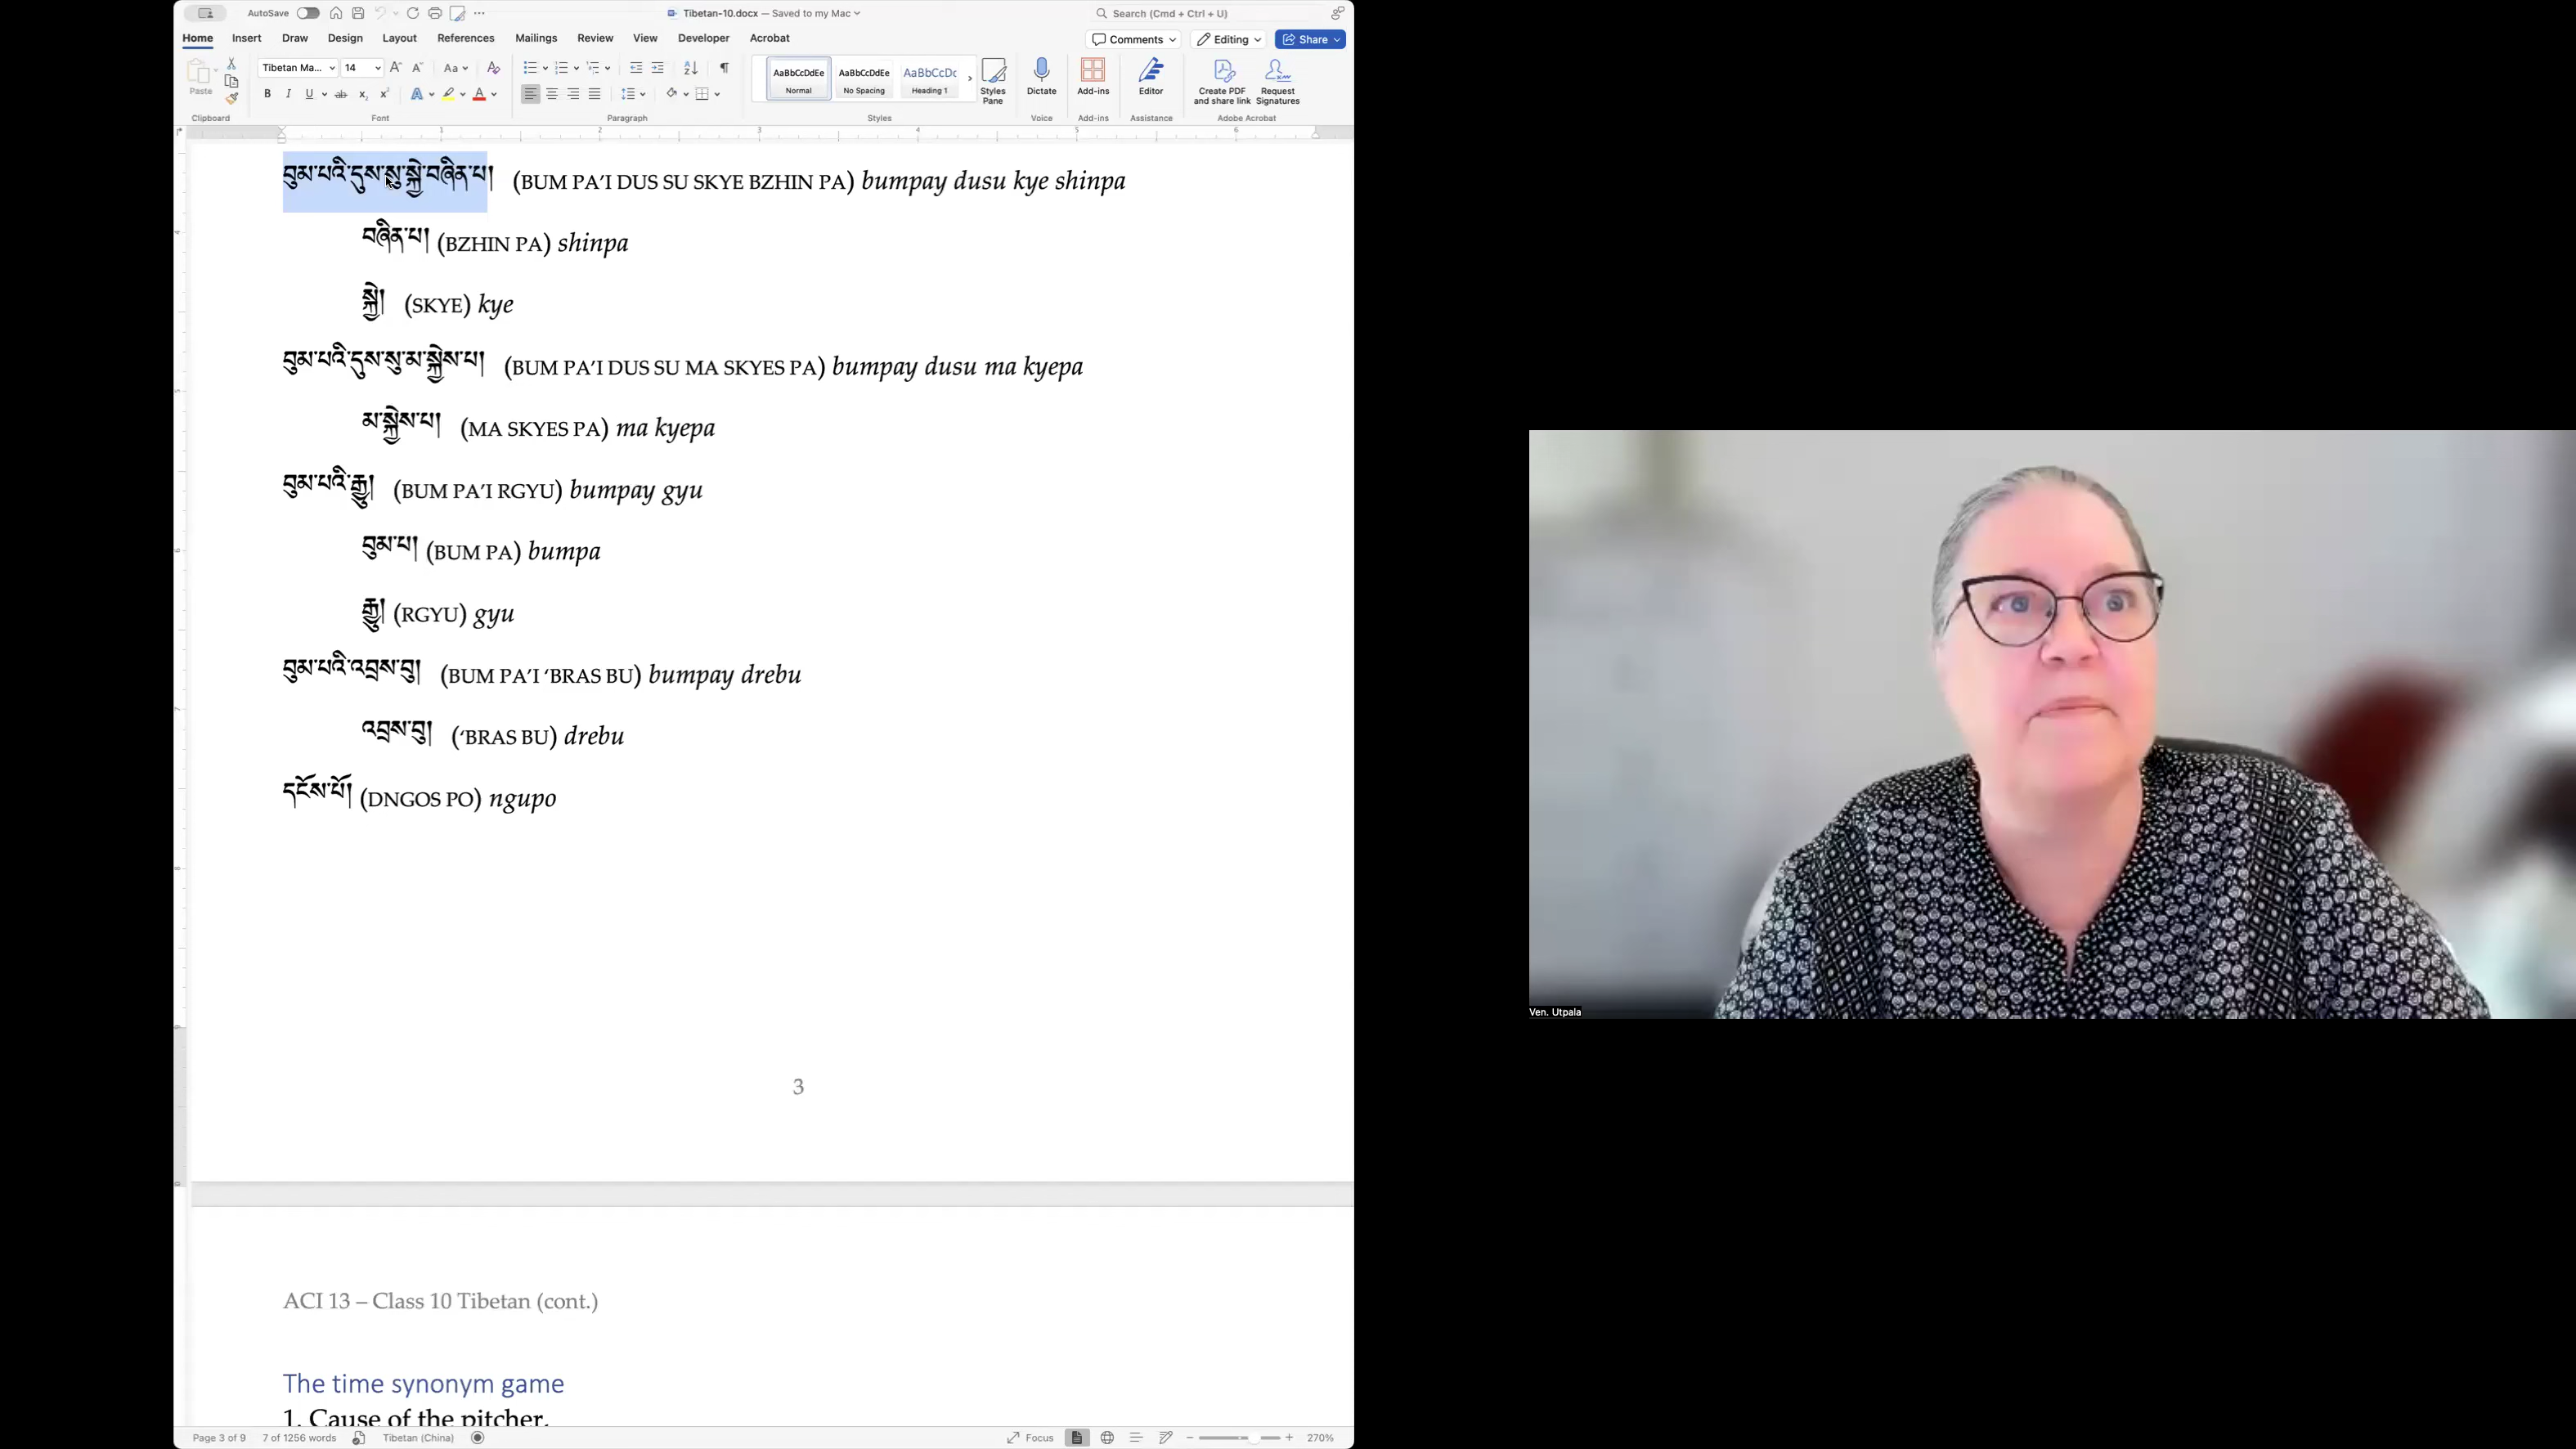 AutoSave Tibetan-10.docx — Saved to my Mac Search (Cmd + Ctrl + U)
Home Insert Draw Design Layout References Mailings Review View Developer Acrobat Comments Editing Share
Paste Tibetan Ma... 14 Aa AaBbCcDdEe Normal AaBbCcDdEe No Spacing AaBbCcDc Heading 1 Styles Pane Dictate Add-ins Editor Create PDF and share link Request Signatures
Clipboard Font Paragraph Styles Voice Add-ins Assistance Adobe Acrobat
བུམ་པའི་དུས་སུ་སྐྱེ་བཞིན་པ། (BUM PA’I DUS SU SKYE BZHIN PA) bumpay dusu kye shinpa
བཞིན་པ། (BZHIN PA) shinpa
སྐྱེ། (SKYE) kye
བུམ་པའི་དུས་སུ་མ་སྐྱེས་པ། (BUM PA’I DUS SU MA SKYES PA) bumpay dusu ma kyepa
མ་སྐྱེས་པ། (MA SKYES PA) ma kyepa
བུམ་པའི་རྒྱུ། (BUM PA’I RGYU) bumpay gyu
བུམ་པ། (BUM PA) bumpa
རྒྱུ། (RGYU) gyu
བུམ་པའི་འབྲས་བུ། (BUM PA’I ‘BRAS BU) bumpay drebu
འབྲས་བུ། (‘BRAS BU) drebu
དངོས་པོ། (DNGOS PO) ngupo
3
ACI 13 – Class 10 Tibetan (cont.)
The time synonym game
1. Cause of the pitcher.
Page 3 of 9 7 of 1256 words Tibetan (China) Focus 270%
Ven. Utpala